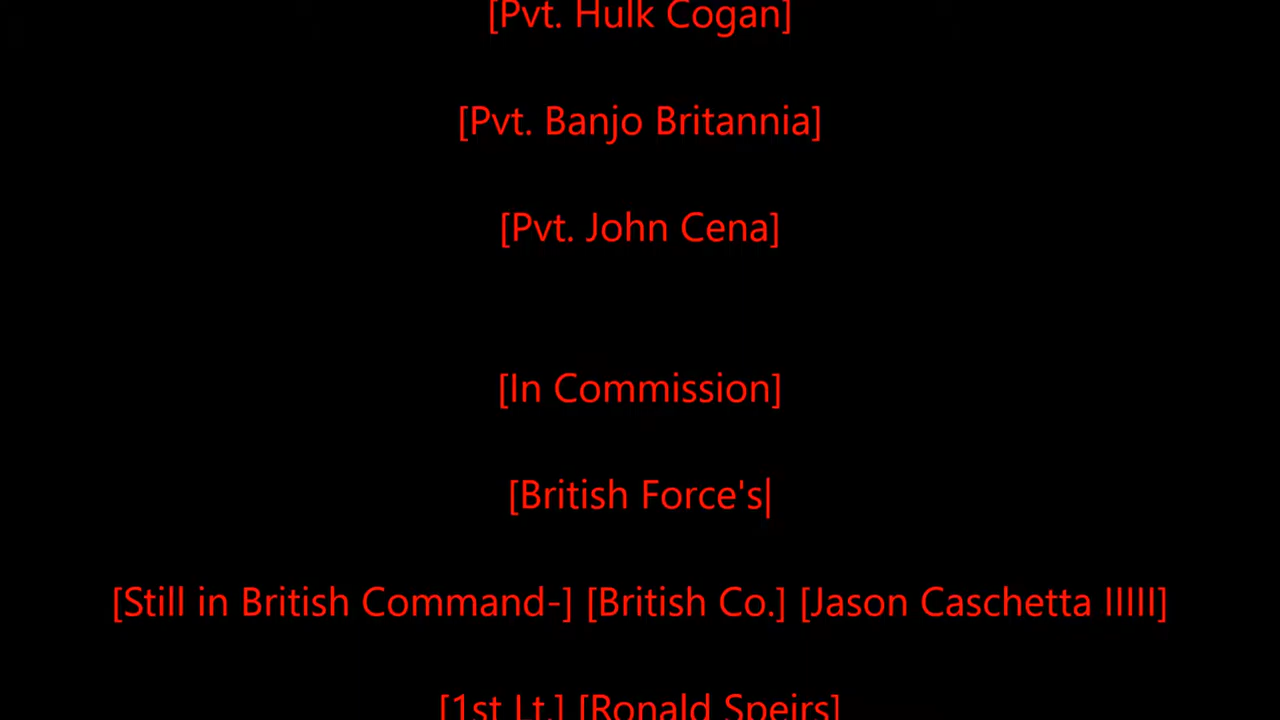 [Pvt. Hulk Cogan]
[Pvt. Banjo Britannia]
[Pvt. John Cena]
[In Commission]
[British Force's|
[Still in British Command-] [British Co.] [Jason Caschetta IIIII]
[1st Lt.] [Ronald Speirs]